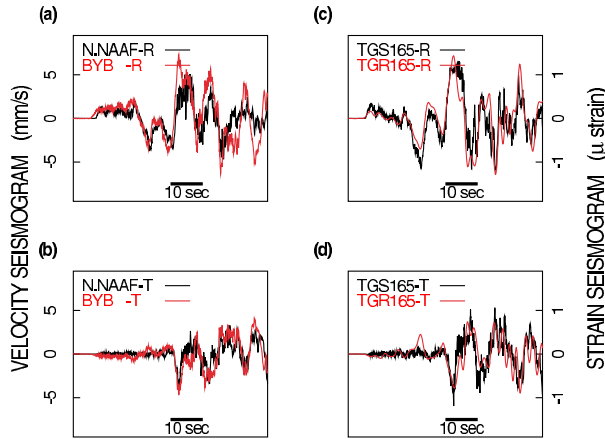 (a)
N.NAAF-R
BYB -R
5
0
-5
10 sec
(c)
TGS165-R
TGR165-R
1
0
-1
10 sec
(b)
N.NAAF-T
BYB -T
5
0
-5
10 sec
(d)
TGS165-T
TGR165-T
1
0
-1
10 sec
VELOCITY SEISMOGRAM (mm/s)
STRAIN SEISMOGRAM (μ strain)